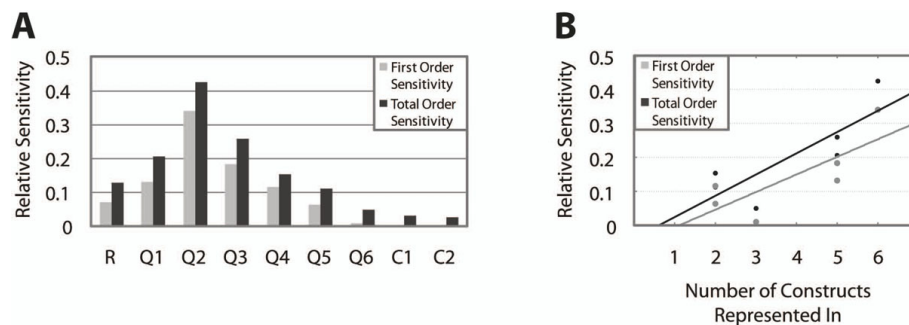 A
Relative Sensitivity
0.5
0.4
0.3
0.2
0.1
0
First Order
Sensitivity
Total Order
Sensitivity
R Q1 Q2 Q3 Q4 Q5 Q6 C1 C2
B
Relative Sensitivity
0.5
0.4
0.3
0.2
0.1
0
First Order
Sensitivity
Total Order
Sensitivity
1 2 3 4 5 6
Number of Constructs
Represented In